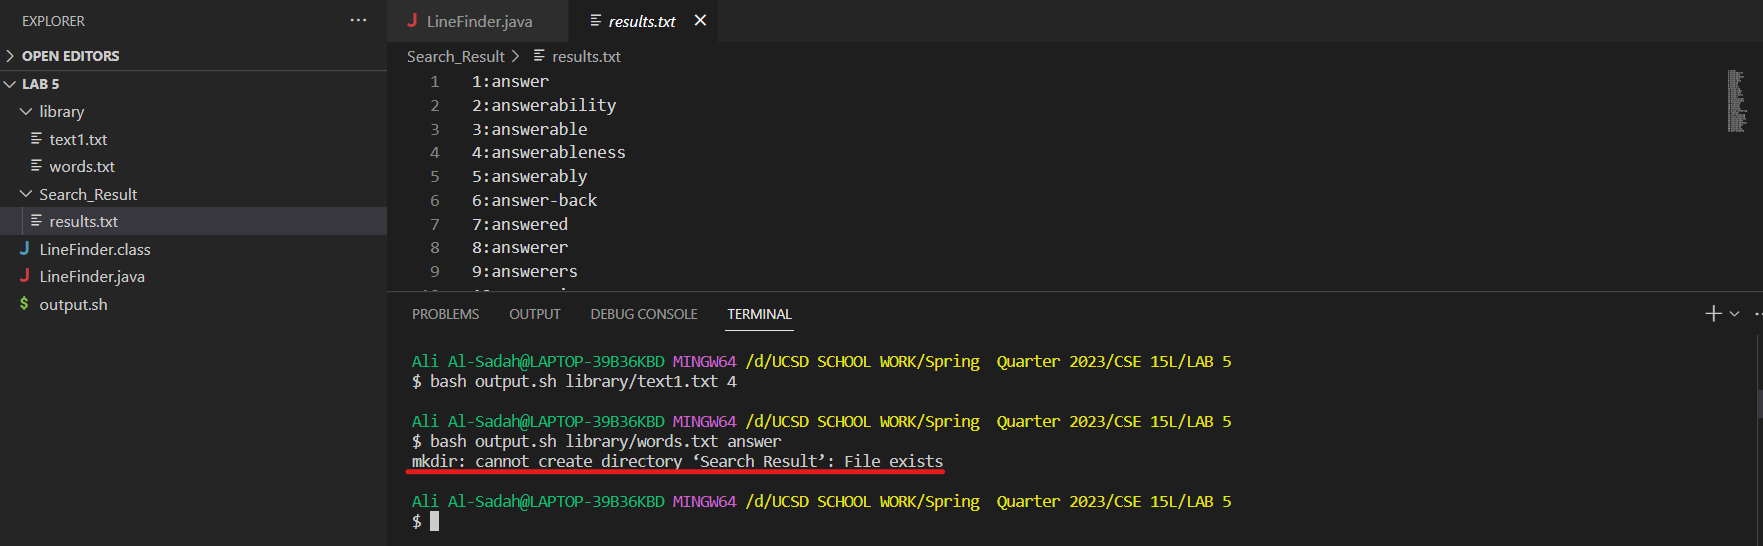 EXPLORER
OPEN EDITORS
LAB 5
library
text1.txt
words.txt
Search_Result
results.txt
LineFinder.class
LineFinder.java
output.sh
LineFinder.java
results.txt
Search_Result > results.txt
1 1:answer
2 2:answerability
3 3:answerable
4 4:answerableness
5 5:answerably
6 6:answer-back
7 7:answered
8 8:answerer
9 9:answerers
PROBLEMS OUTPUT DEBUG CONSOLE TERMINAL
Ali Al-Sadah@LAPTOP-39B36KBD MINGW64 /d/UCSD SCHOOL WORK/Spring  Quarter 2023/CSE 15L/LAB 5
$ bash output.sh library/text1.txt 4
Ali Al-Sadah@LAPTOP-39B36KBD MINGW64 /d/UCSD SCHOOL WORK/Spring  Quarter 2023/CSE 15L/LAB 5
$ bash output.sh library/words.txt answer
mkdir: cannot create directory ‘Search Result’: File exists
Ali Al-Sadah@LAPTOP-39B36KBD MINGW64 /d/UCSD SCHOOL WORK/Spring  Quarter 2023/CSE 15L/LAB 5
$